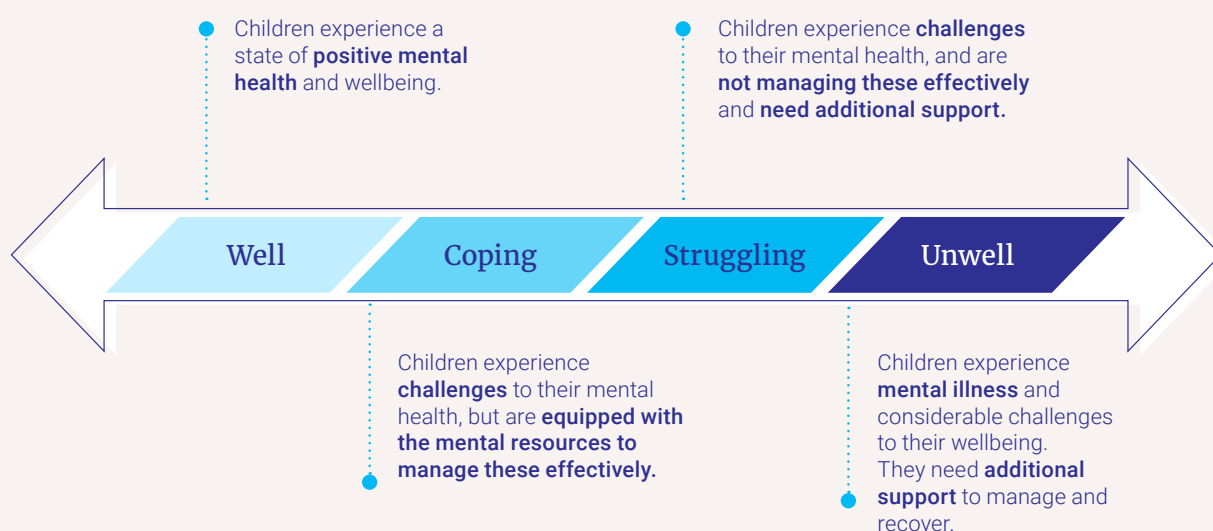 Children experience a
state of positive mental
health and wellbeing.
Children experience challenges
to their mental health, and are
not managing these effectively
and need additional support.
Well
Coping
Struggling
Unwell
Children experience
challenges to their mental
health, but are equipped with
the mental resources to
manage these effectively.
Children experience
mental illness and
considerable challenges
to their wellbeing.
They need additional
support to manage and
recover.